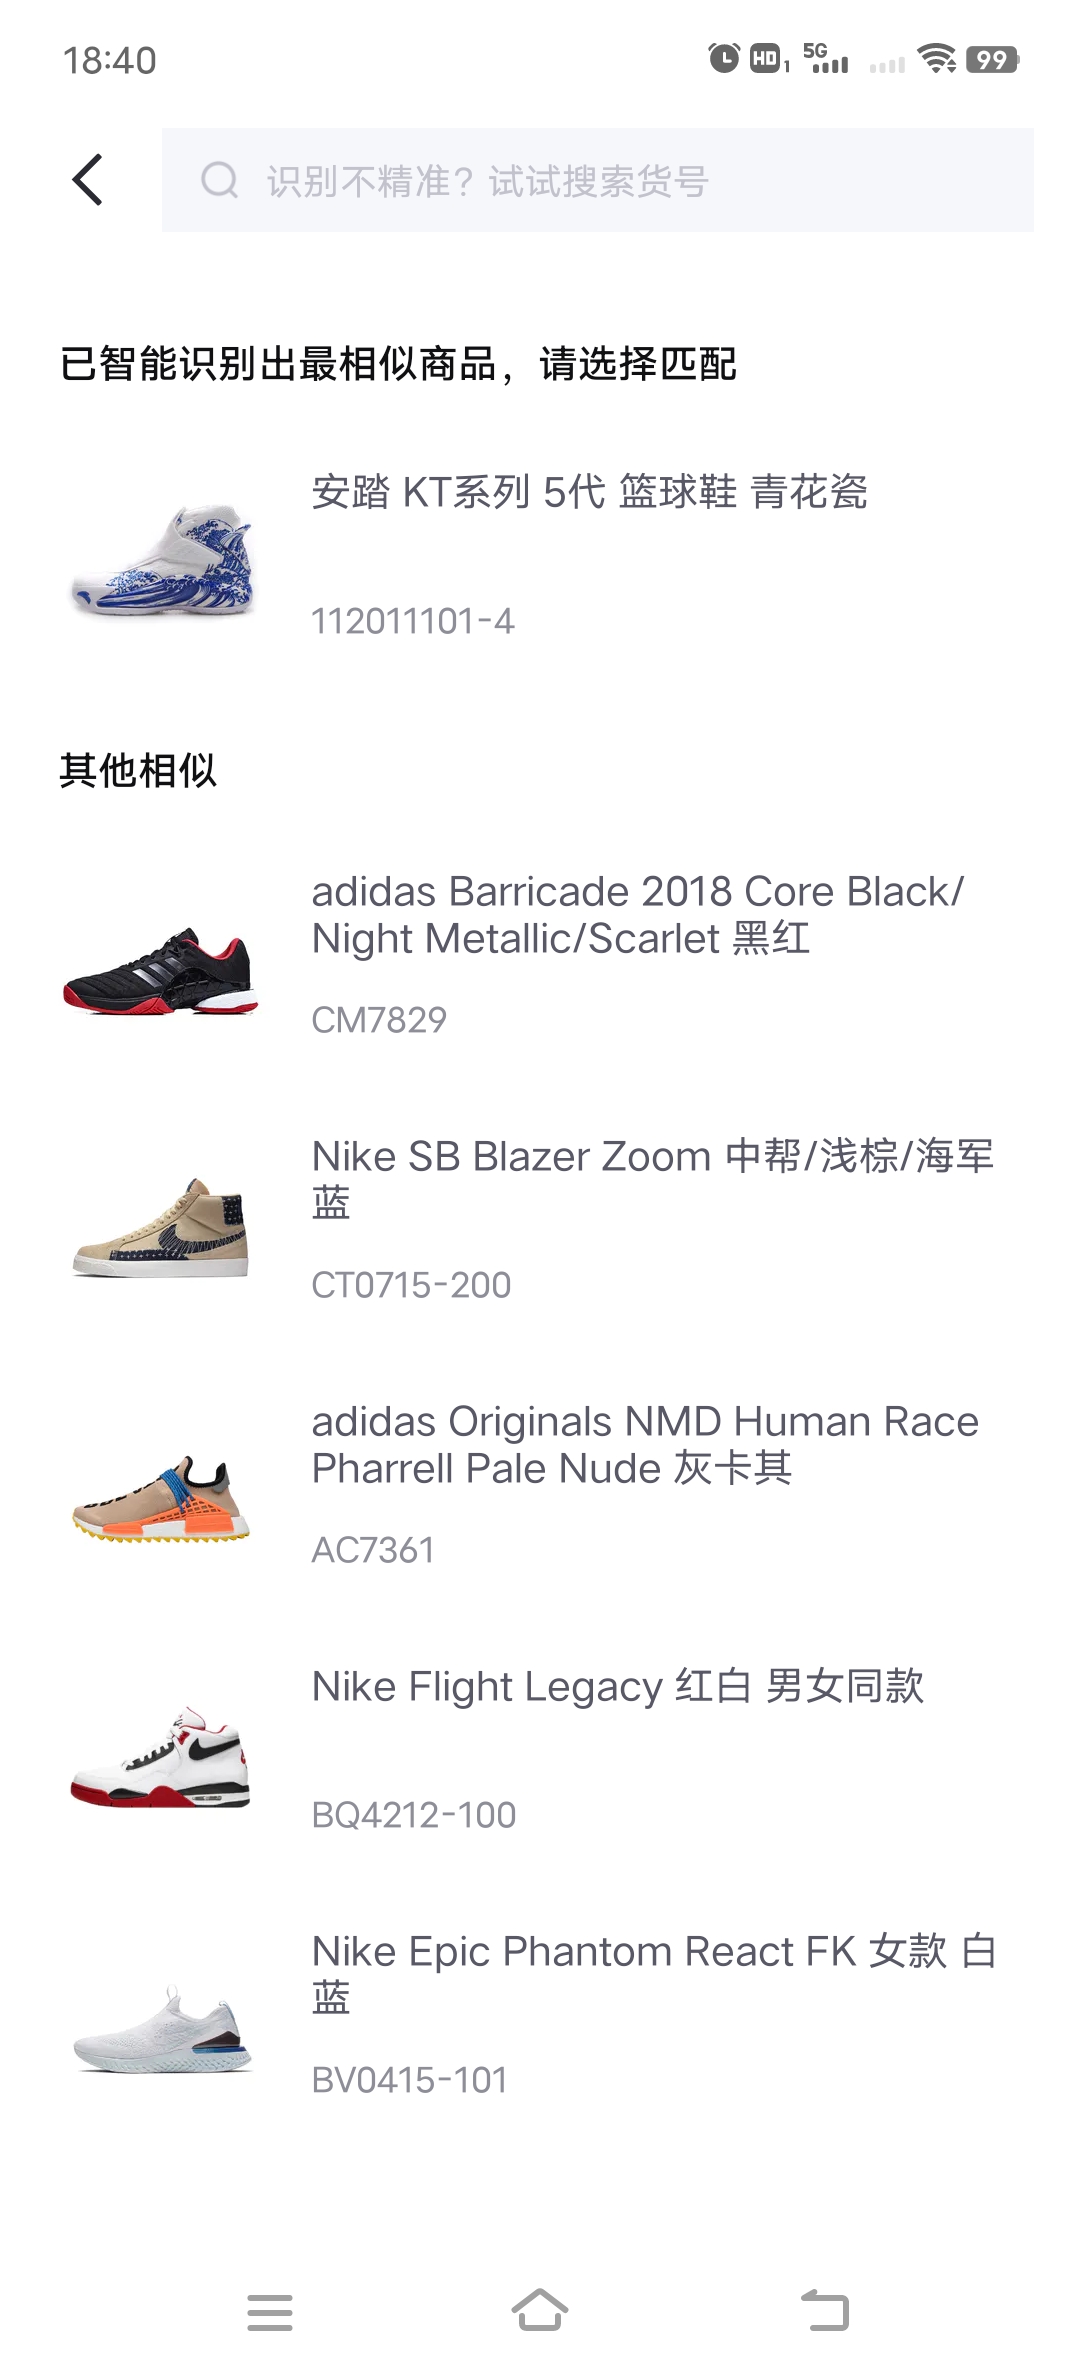 18:40
HD 1 5G 99
识别不精准？试试搜索货号
已智能识别出最相似商品，请选择匹配
安踏 KT系列 5代 篮球鞋 青花瓷
112011101-4
其他相似
adidas Barricade 2018 Core Black/
Night Metallic/Scarlet 黑红
CM7829
Nike SB Blazer Zoom 中帮/浅棕/海军
蓝
CT0715-200
adidas Originals NMD Human Race
Pharrell Pale Nude 灰卡其
AC7361
Nike Flight Legacy 红白 男女同款
BQ4212-100
Nike Epic Phantom React FK 女款 白
蓝
BV0415-101